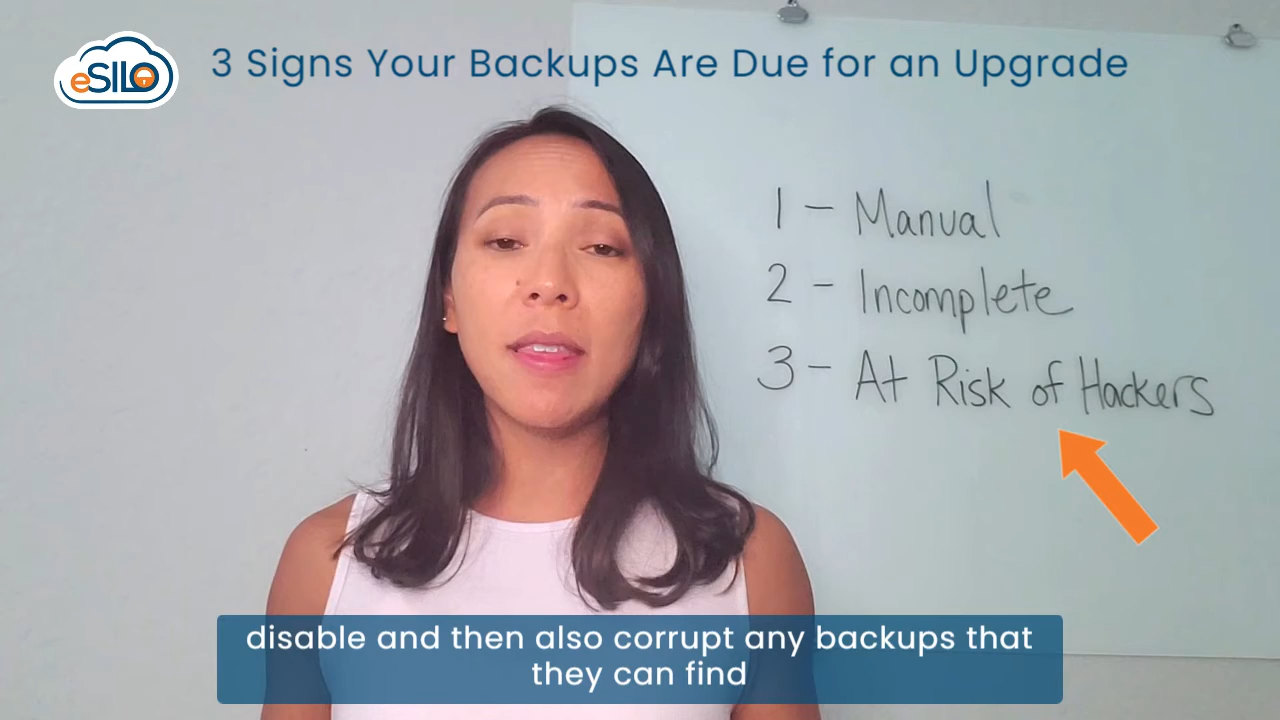 eSILO
3 Signs Your Backups Are Due for an Upgrade
1 - Manual
2 - Incomplete
3 - At Risk of Hackers
disable and then also corrupt any backups that
they can find